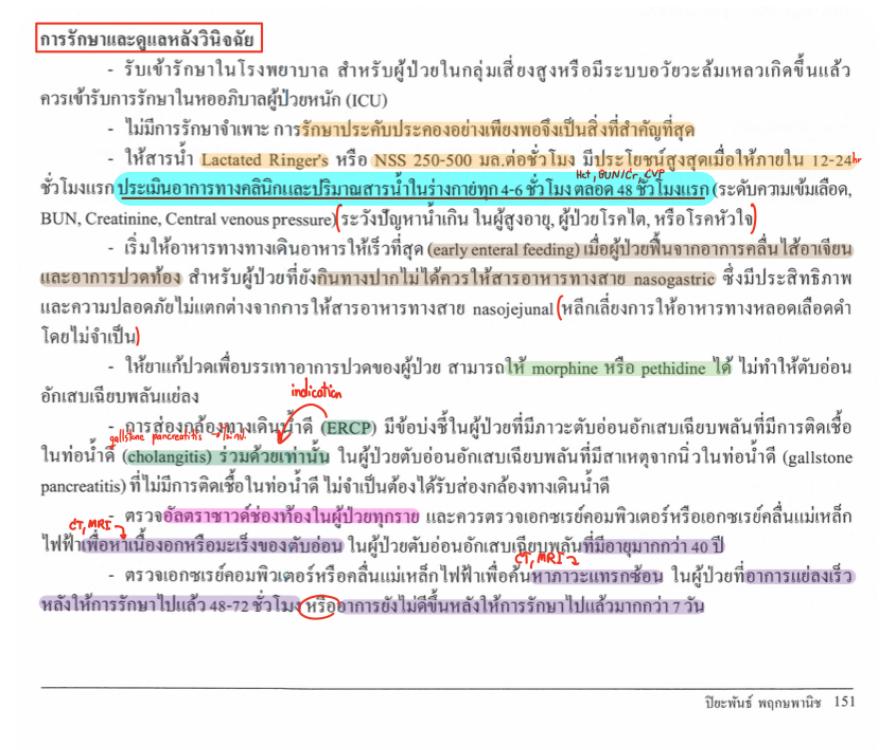 การรักษาและดูแลหลังวินิจฉัย
- รับเข้ารักษาในโรงพยาบาล สำหรับผู้ป่วยในกลุ่มเสี่ยงสูงหรือมีระบบอวัยวะล้มเหลวเกิดขึ้นแล้ว
ควรเข้ารับการรักษาในหออภิบาลผู้ป่วยหนัก (ICU)
- ไม่มีการรักษาจำเพาะ การรักษาประคับประคองอย่างเพียงพอจึงเป็นสิ่งที่สำคัญที่สุด
- ให้สารน้ำ Lactated Ringer's หรือ NSS 250-500 มล.ต่อชั่วโมง มีประโยชน์สูงสุดเมื่อให้ภายใน 12-24 hr
Hct, BUN/Cr, CVP
ชั่วโมงแรก ประเมินอาการทางคลินิกและปริมาณสารน้ำในร่างกายทุก 4-6 ชั่วโมง ตลอด 48 ชั่วโมงแรก (ระดับความเข้มเลือด,
BUN, Creatinine, Central venous pressure) (ระวังปัญหาน้ำเกิน ในผู้สูงอายุ, ผู้ป่วยโรคไต, หรือโรคหัวใจ)
- เริ่มให้อาหารทางทางเดินอาหารให้เร็วที่สุด (early enteral feeding) เมื่อผู้ป่วยฟื้นจากอาการคลื่นไส้อาเจียน
และอาการปวดท้อง สำหรับผู้ป่วยที่ยังกินทางปากไม่ได้ควรให้สารอาหารทางสาย nasogastric ซึ่งมีประสิทธิภาพ
และความปลอดภัยไม่แตกต่างจากการให้สารอาหารทางสาย nasojejunal (หลีกเลี่ยงการให้อาหารทางหลอดเลือดดำ
โดยไม่จำเป็น)
- ให้ยาแก้ปวดเพื่อบรรเทาอาการปวดของผู้ป่วย สามารถให้ morphine หรือ pethidine ได้ ไม่ทำให้ตับอ่อน
อักเสบเฉียบพลันแย่ลง
indication
- การส่องกล้องทางเดินน้ำดี (ERCP) มีข้อบ่งชี้ในผู้ป่วยที่มีภาวะตับอ่อนอักเสบเฉียบพลันที่มีการติดเชื้อ
gallstone pancreatitis
ในท่อน้ำดี (cholangitis) ร่วมด้วยเท่านั้น ในผู้ป่วยตับอ่อนอักเสบเฉียบพลันที่มีสาเหตุจากนิ่วในท่อน้ำดี (gallstone
pancreatitis) ที่ไม่มีการติดเชื้อในท่อน้ำดี ไม่จำเป็นต้องได้รับส่องกล้องทางเดินน้ำดี
- ตรวจอัลตราซาวด์ช่องท้องในผู้ป่วยทุกราย และควรตรวจเอกซเรย์คอมพิวเตอร์หรือเอกซเรย์คลื่นแม่เหล็ก
CT, MRI
ไฟฟ้าเพื่อหาเนื้องอกหรือมะเร็งของตับอ่อน ในผู้ป่วยตับอ่อนอักเสบเฉียบพลันที่มีอายุมากกว่า 40 ปี
CT, MRI
- ตรวจเอกซเรย์คอมพิวเตอร์หรือคลื่นแม่เหล็กไฟฟ้าเพื่อค้นหาภาวะแทรกซ้อน ในผู้ป่วยที่อาการแย่ลงเร็ว
หลังให้การรักษาไปแล้ว 48-72 ชั่วโมง หรืออาการยังไม่ดีขึ้นหลังให้การรักษาไปแล้วมากกว่า 7 วัน
ปิยะพันธ์ พฤกษพานิช 151